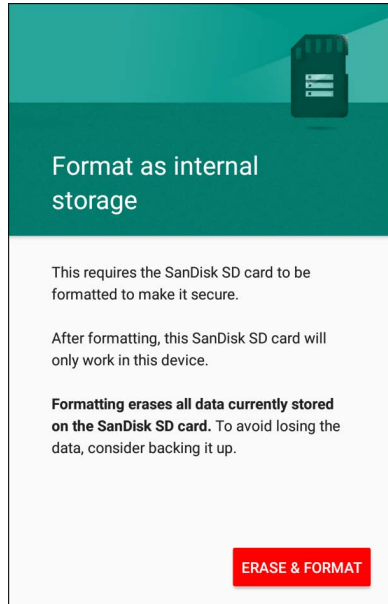 Format as internal
storage
This requires the SanDisk SD card to be
formatted to make it secure.
After formatting, this SanDisk SD card will
only work in this device.
Formatting erases all data currently stored
on the SanDisk SD card. To avoid losing the
data, consider backing it up.
ERASE & FORMAT